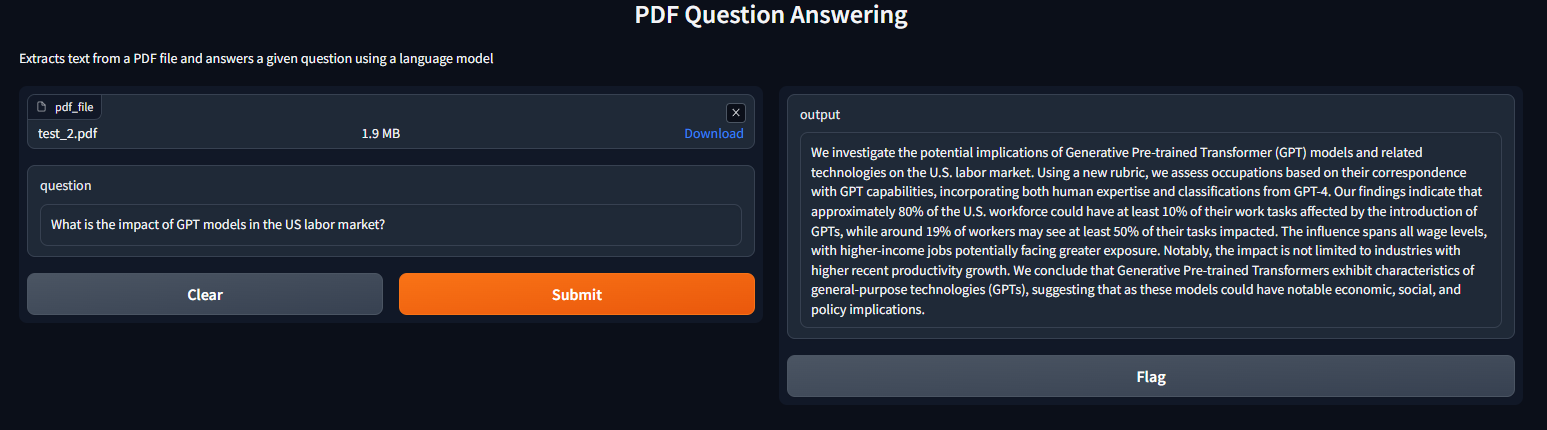 PDF Question Answering
Extracts text from a PDF file and answers a given question using a language model
pdf_file
test_2.pdf 1.9 MB Download
question
What is the impact of GPT models in the US labor market?
Clear Submit
output
We investigate the potential implications of Generative Pre-trained Transformer (GPT) models and related
technologies on the U.S. labor market. Using a new rubric, we assess occupations based on their correspondence
with GPT capabilities, incorporating both human expertise and classifications from GPT-4. Our findings indicate that
approximately 80% of the U.S. workforce could have at least 10% of their work tasks affected by the introduction of
GPTs, while around 19% of workers may see at least 50% of their tasks impacted. The influence spans all wage levels,
with higher-income jobs potentially facing greater exposure. Notably, the impact is not limited to industries with
higher recent productivity growth. We conclude that Generative Pre-trained Transformers exhibit characteristics of
general-purpose technologies (GPTs), suggesting that as these models could have notable economic, social, and
policy implications.
Flag